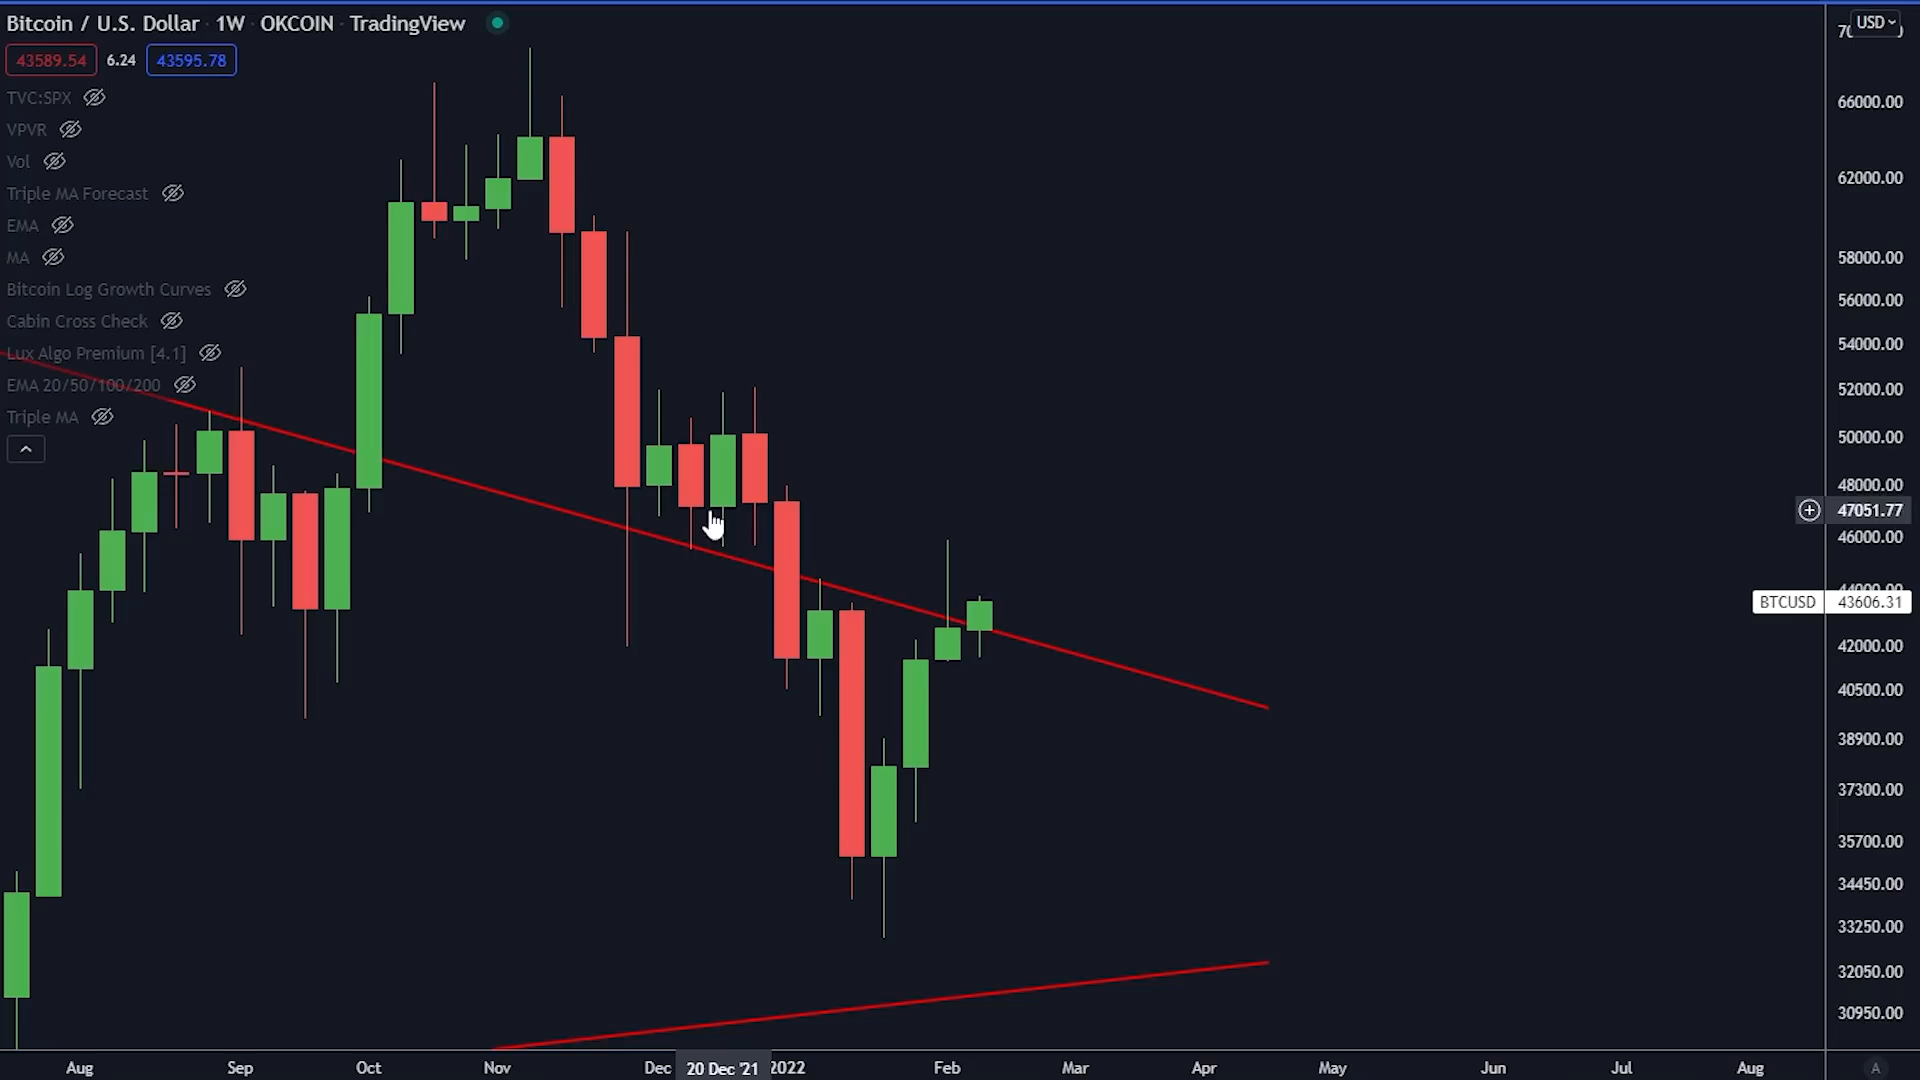 Bitcoin / U.S. Dollar · 1W · OKCOIN · TradingView
43589.54 6.24 43595.78
TVC:SPX
VPVR
Vol
Triple MA Forecast
EMA
MA
Bitcoin Log Growth Curves
Cabin Cross Check
Lux Algo Premium [4.1]
EMA 20/50/100/200
Triple MA
USD
66000.00
62000.00
58000.00
56000.00
54000.00
52000.00
50000.00
48000.00
47051.77
46000.00
44000.00
BTCUSD 43606.31
42000.00
40500.00
38900.00
37300.00
35700.00
34450.00
33250.00
32050.00
30950.00
Aug Sep Oct Nov Dec 20 Dec '21 2022 Feb Mar Apr May Jun Jul Aug A